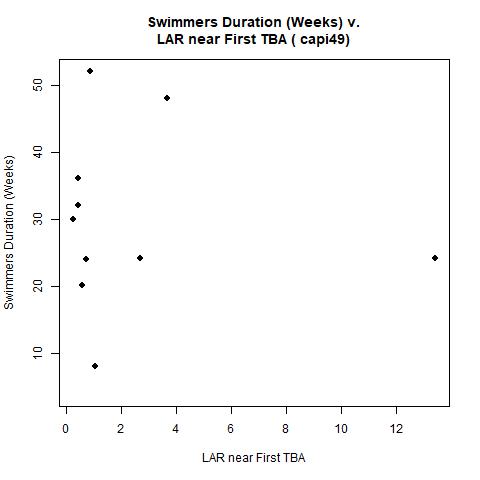 Swimmers Duration (Weeks) v.
LAR near First TBA ( capi49)
Swimmers Duration (Weeks)
50
40
30
20
10
0 2 4 6 8 10 12
LAR near First TBA